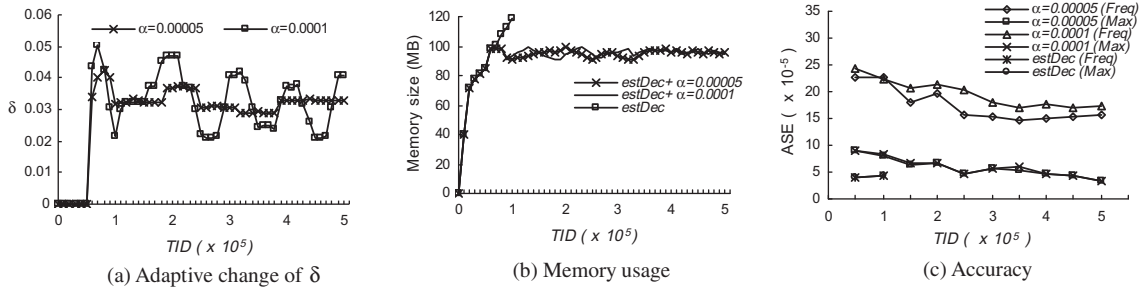 α=0.00005
α=0.0001
0.06
0.05
0.04
0.03
0.02
0.01
0
δ
0
1
2
3
4
5
TID ( x 10⁵)
(a) Adaptive change of δ
120
100
80
60
40
20
0
Memory size (MB)
estDec+ α=0.00005
estDec+ α=0.0001
estDec
0
1
2
3
4
5
TID ( x 10⁵)
(b) Memory usage
35
30
25
20
15
10
5
0
ASE ( x 10⁻⁵)
α=0.00005 (Freq)
α=0.00005 (Max)
α=0.0001 (Freq)
α=0.0001 (Max)
estDec (Freq)
estDec (Max)
0
1
2
3
4
5
TID ( x 10⁵)
(c) Accuracy